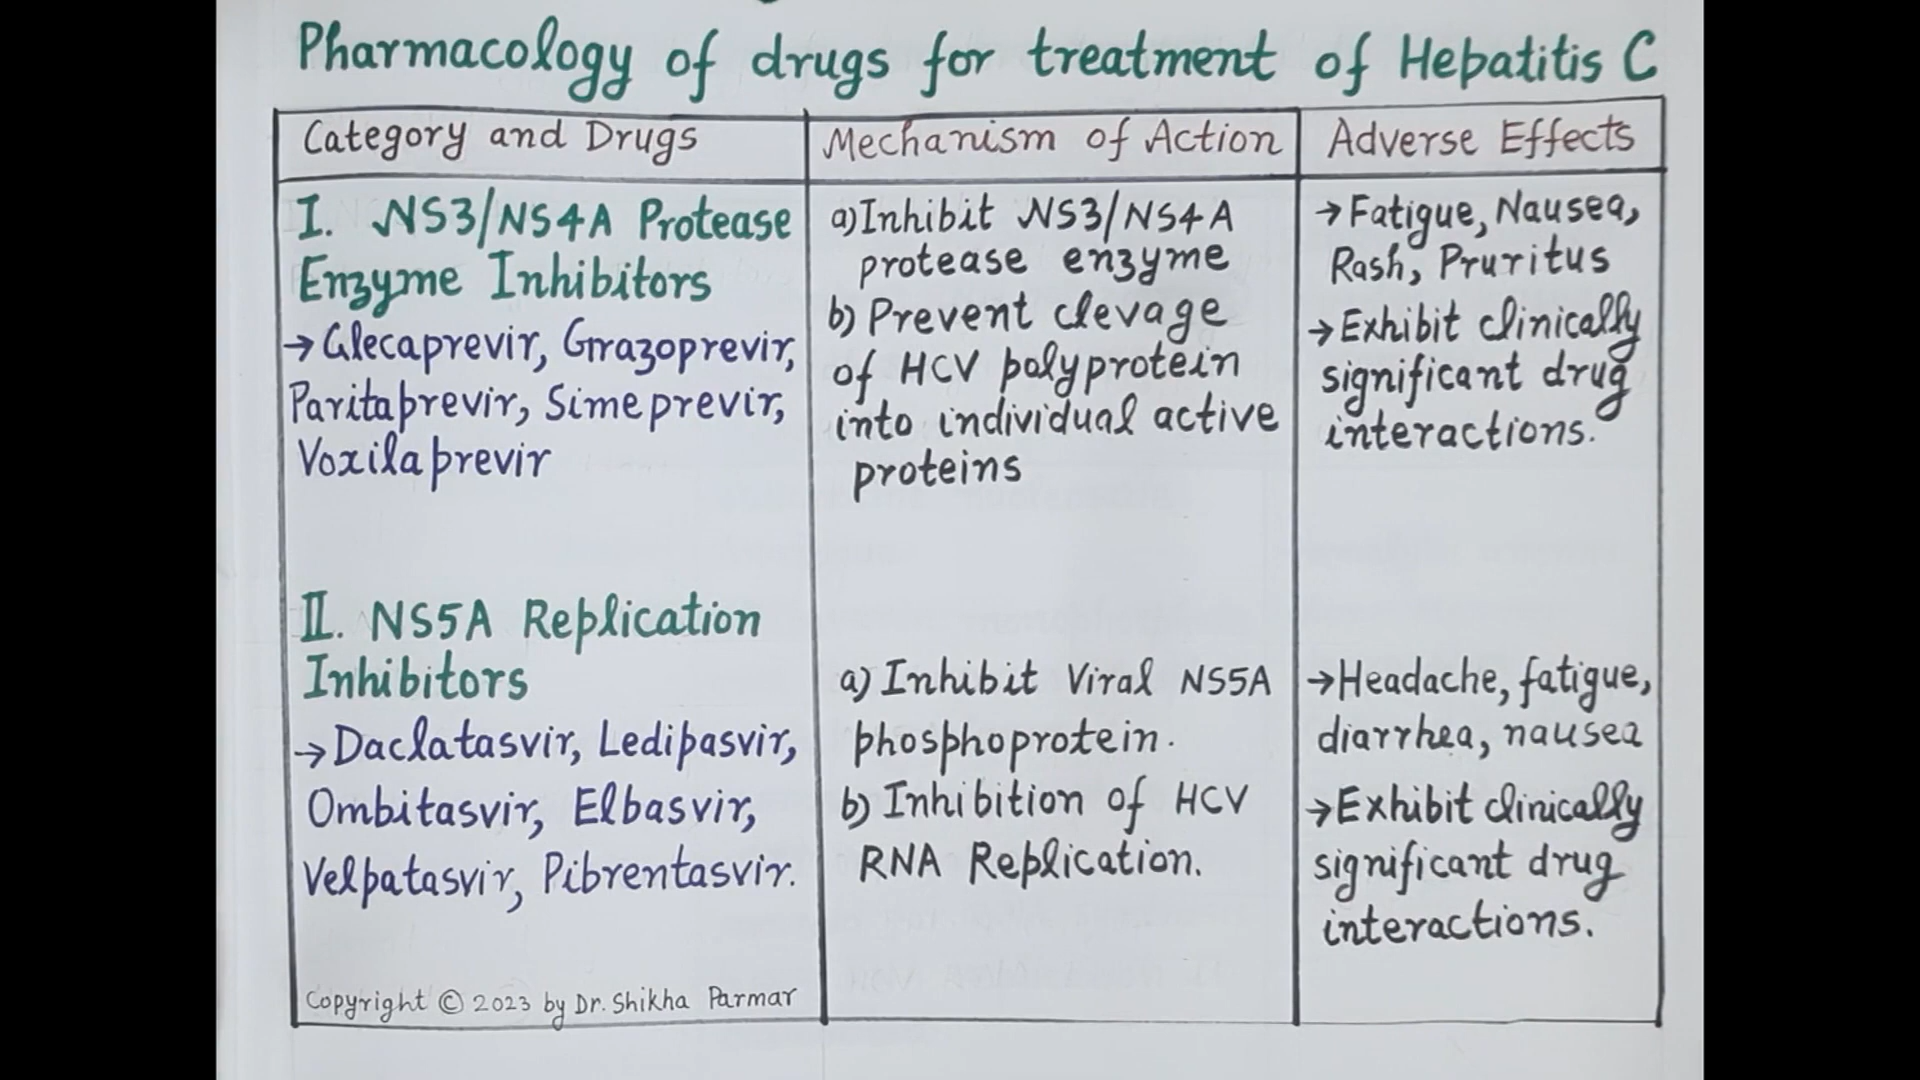 Pharmacology of drugs for treatment of Hepatitis C
Category and Drugs
Mechanism of Action
Adverse Effects
I. NS3/NS4A Protease
Enzyme Inhibitors
→ Glecaprevir, Grazoprevir,
Paritaprevir, Simeprevir,
Voxilaprevir
a) Inhibit NS3/NS4A
protease enzyme
b) Prevent clevage
of HCV polyprotein
into individual active
proteins
→ Fatigue, Nausea,
Rash, Pruritus
→ Exhibit clinically
significant drug
interactions.
II. NS5A Replication
Inhibitors
→ Daclatasvir, Ledipasvir,
Ombitasvir, Elbasvir,
Velpatasvir, Pibrentasvir.
a) Inhibit Viral NS5A
phosphoprotein.
b) Inhibition of HCV
RNA Replication.
→ Headache, fatigue,
diarrhea, nausea
→ Exhibit clinically
significant drug
interactions.
Copyright © 2023 by Dr. Shikha Parmar